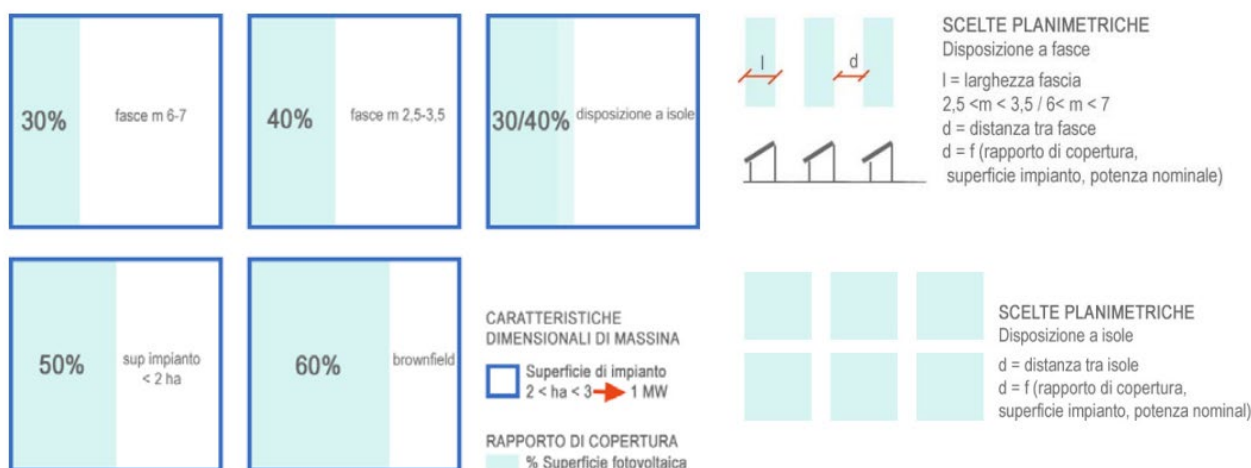 30%
fasce m 6-7
40%
fasce m 2,5-3,5
30/40%
disposizione a isole
l
d
SCELTE PLANIMETRICHE
Disposizione a fasce
l = larghezza fascia
2,5 <m < 3,5 / 6< m < 7
d = distanza tra fasce
d = f (rapporto di copertura,
superficie impianto, potenza nominale)
50%
sup impianto
< 2 ha
60%
brownfield
CARATTERISTICHE
DIMENSIONALI DI MASSINA
Superficie di impianto
2 < ha < 3 → 1 MW
RAPPORTO DI COPERTURA
% Superficie fotovoltaica
SCELTE PLANIMETRICHE
Disposizione a isole
d = distanza tra isole
d = f (rapporto di copertura,
superficie impianto, potenza nominal)